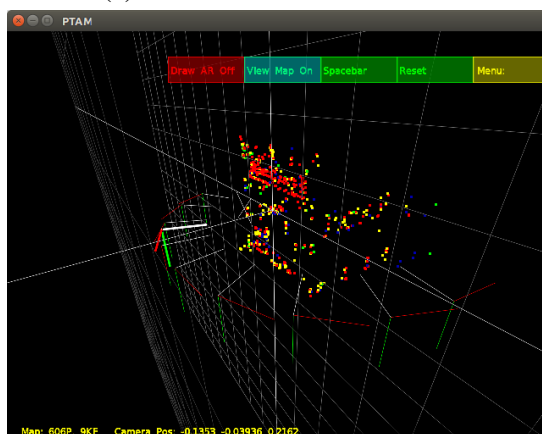 PTAM
Draw AR Off View Map On Spacebar Reset Menu:
Map: 606P, 9KF Camera Pos: -0.1353 -0.03936 0.2162